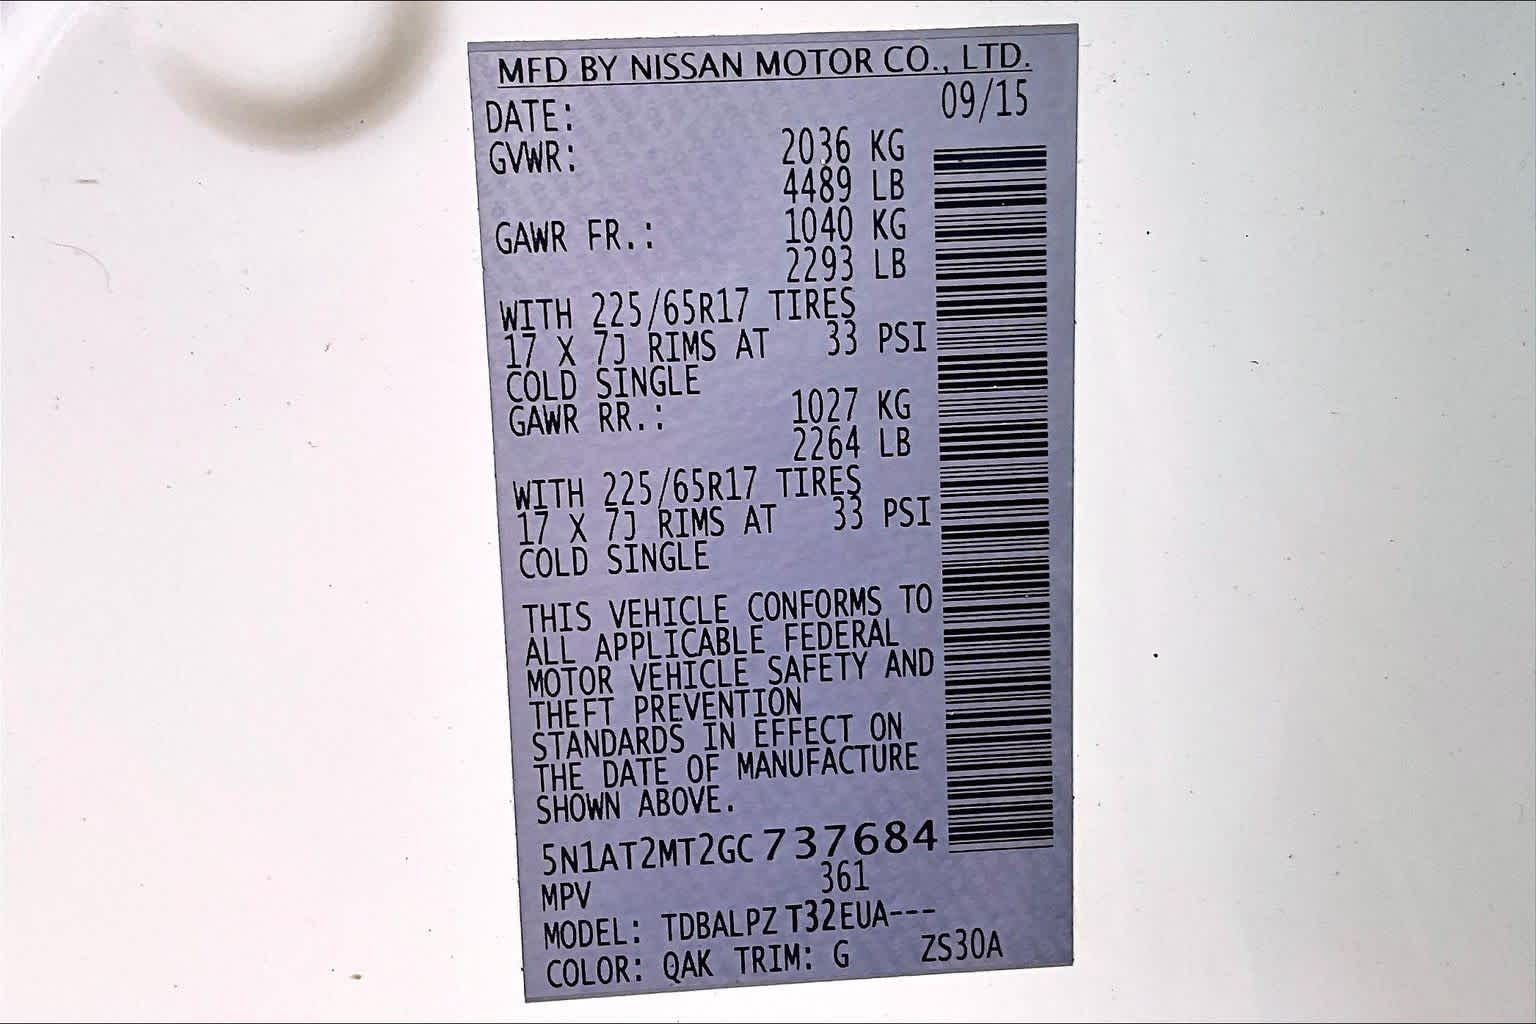 MFD BY NISSAN MOTOR CO., LTD.
DATE: 09/15
GVWR: 2036 KG
4489 LB
GAWR FR.: 1040 KG
2293 LB
WITH 225/65R17 TIRES
17 X 7J RIMS AT 33 PSI
COLD SINGLE
GAWR RR.: 1027 KG
2264 LB
WITH 225/65R17 TIRES
17 X 7J RIMS AT 33 PSI
COLD SINGLE
THIS VEHICLE CONFORMS TO
ALL APPLICABLE FEDERAL
MOTOR VEHICLE SAFETY AND
THEFT PREVENTION
STANDARDS IN EFFECT ON
THE DATE OF MANUFACTURE
SHOWN ABOVE.
5N1AT2MT2GC737684
MPV 361
MODEL: TDBALPZ T32EUA---
COLOR: QAK TRIM: G ZS30A